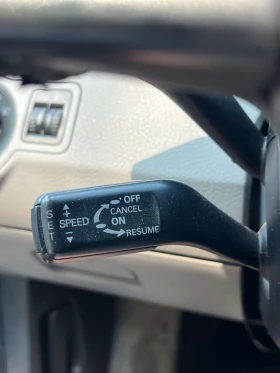 OFF
CANCEL
ON
RESUME
SET
+
SPEED
−